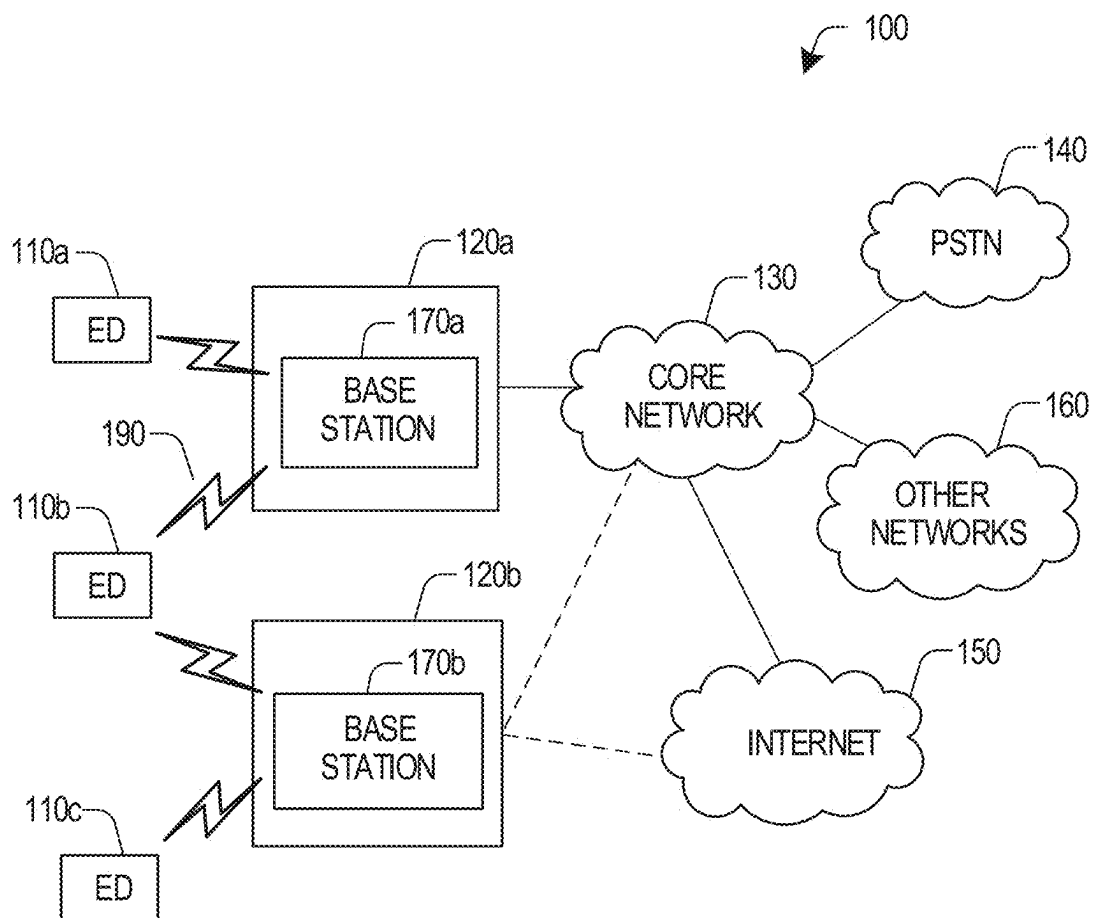 100
140
PSTN
110a
120a
130
ED
170a
CORE
NETWORK
BASE
STATION
160
190
OTHER
NETWORKS
110b
ED
120b
170b
150
BASE
STATION
INTERNET
110c
ED